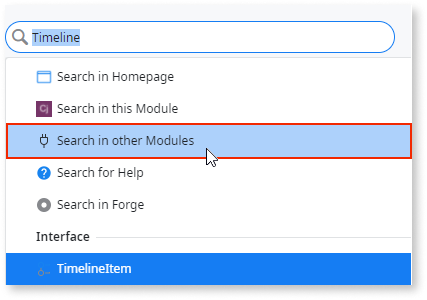 Timeline
Search in Homepage
Cj Search in this Module
Search in other Modules
? Search for Help
Search in Forge
Interface
TimelineItem